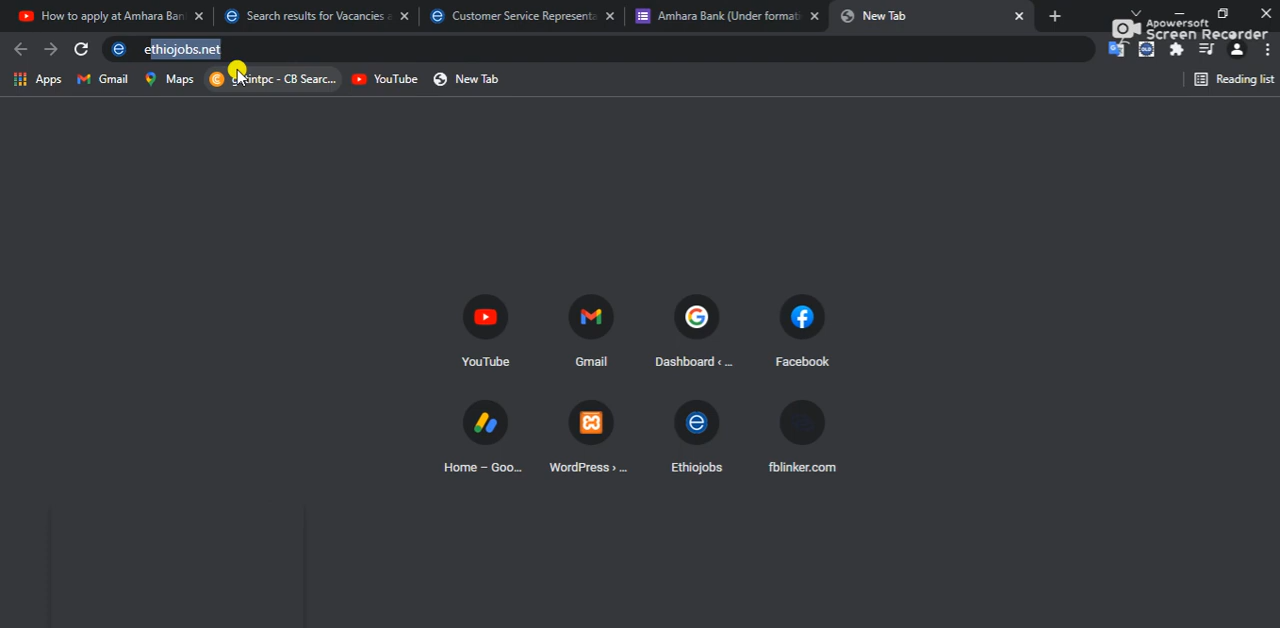 How to apply at Amhara Ban
Search results for Vacancies a
Customer Service Representa
Amhara Bank (Under formati
New Tab
Apowersoft
Screen Recorder
ethiojobs.net
Apps
Gmail
Maps
- CB Searc...
YouTube
New Tab
Reading list
YouTube
Gmail
Dashboard ‹ ...
Facebook
Home – Goo...
WordPress › ...
Ethiojobs
fblinker.com